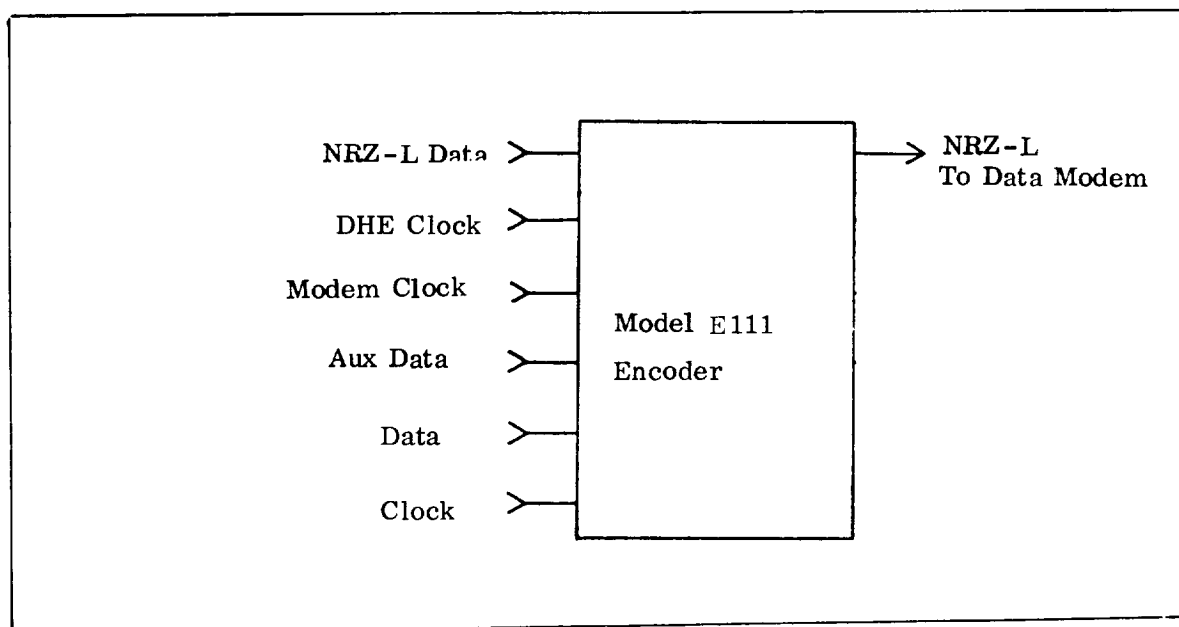 NRZ-L Data
DHE Clock
Modem Clock
Aux Data
Data
Clock
Model E111
Encoder
NRZ-L
To Data Modem